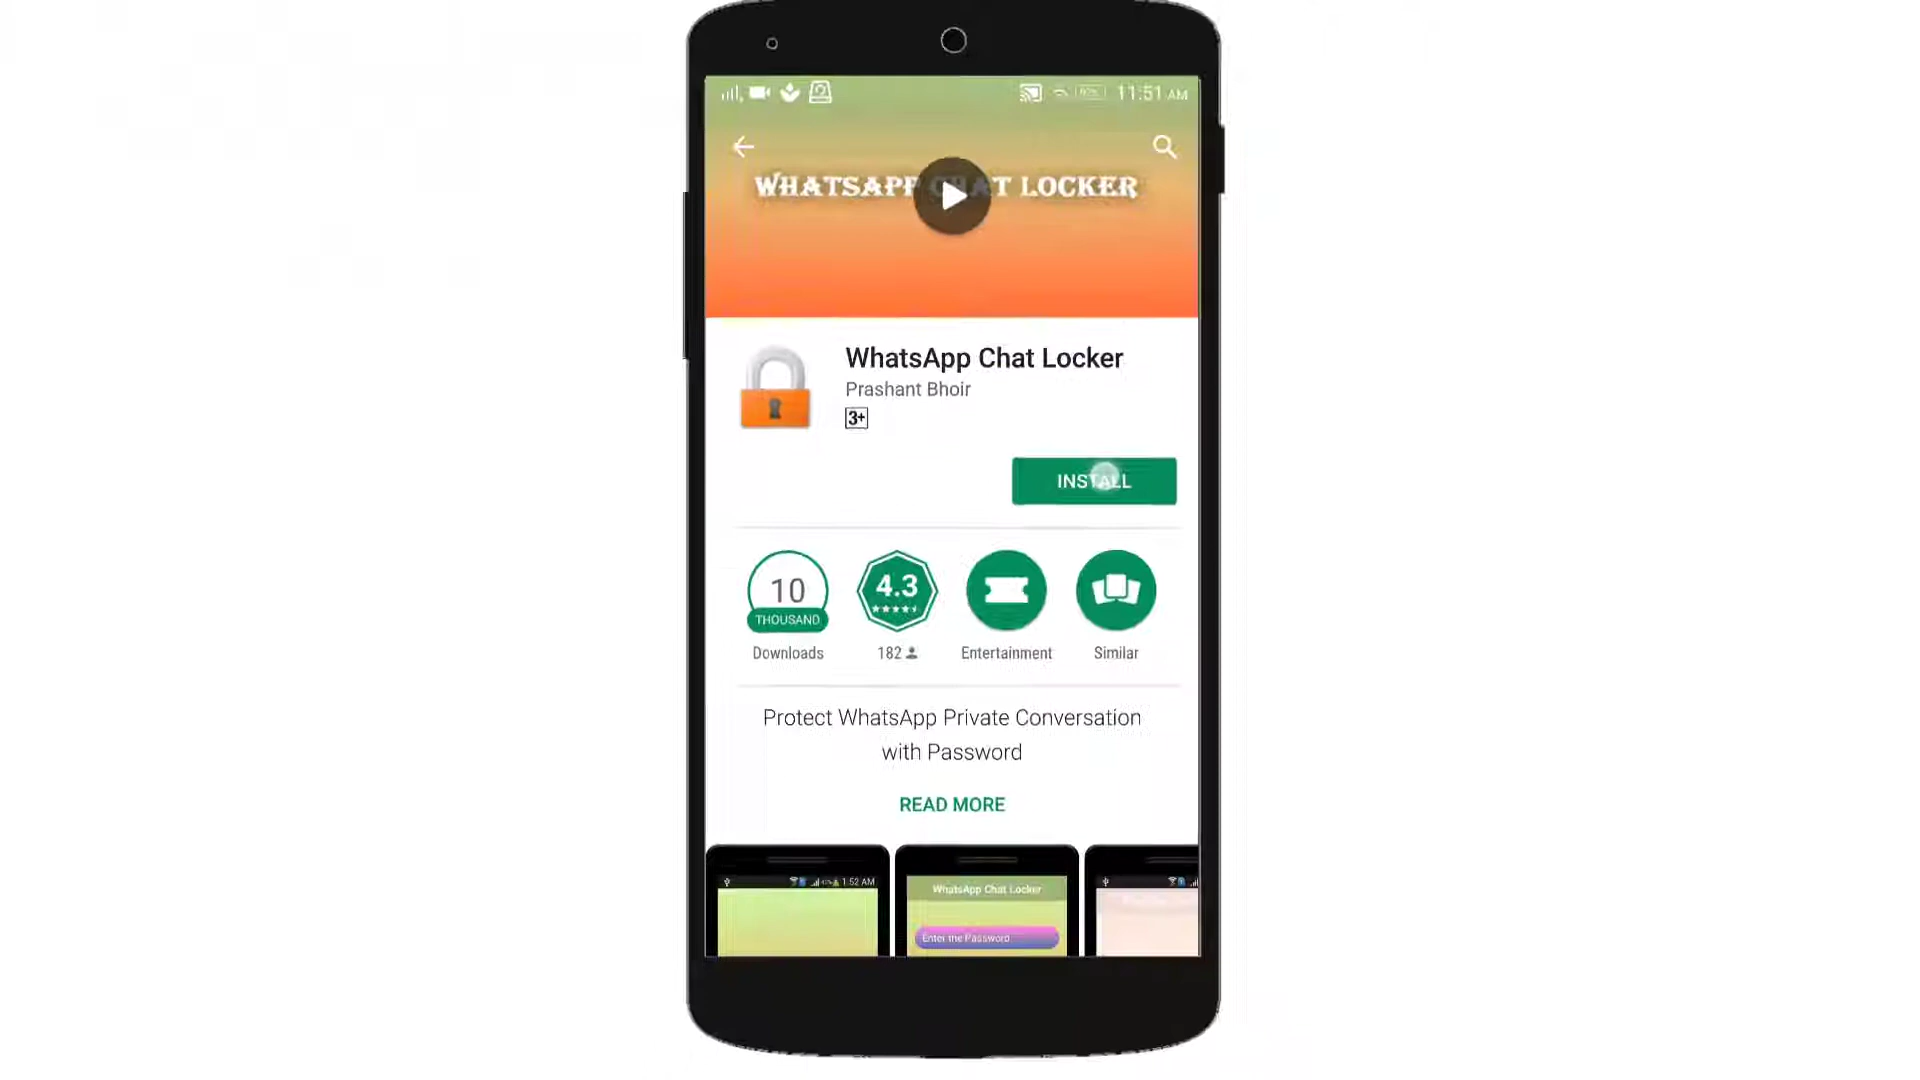 11:51 AM
WHATSAPP CHAT LOCKER
WhatsApp Chat Locker
Prashant Bhoir
3+
INSTALL
10
THOUSAND
4.3
Downloads
182
Entertainment
Similar
Protect WhatsApp Private Conversation
with Password
READ MORE
1:52 AM
WhatsApp Chat Locker
Enter the Password